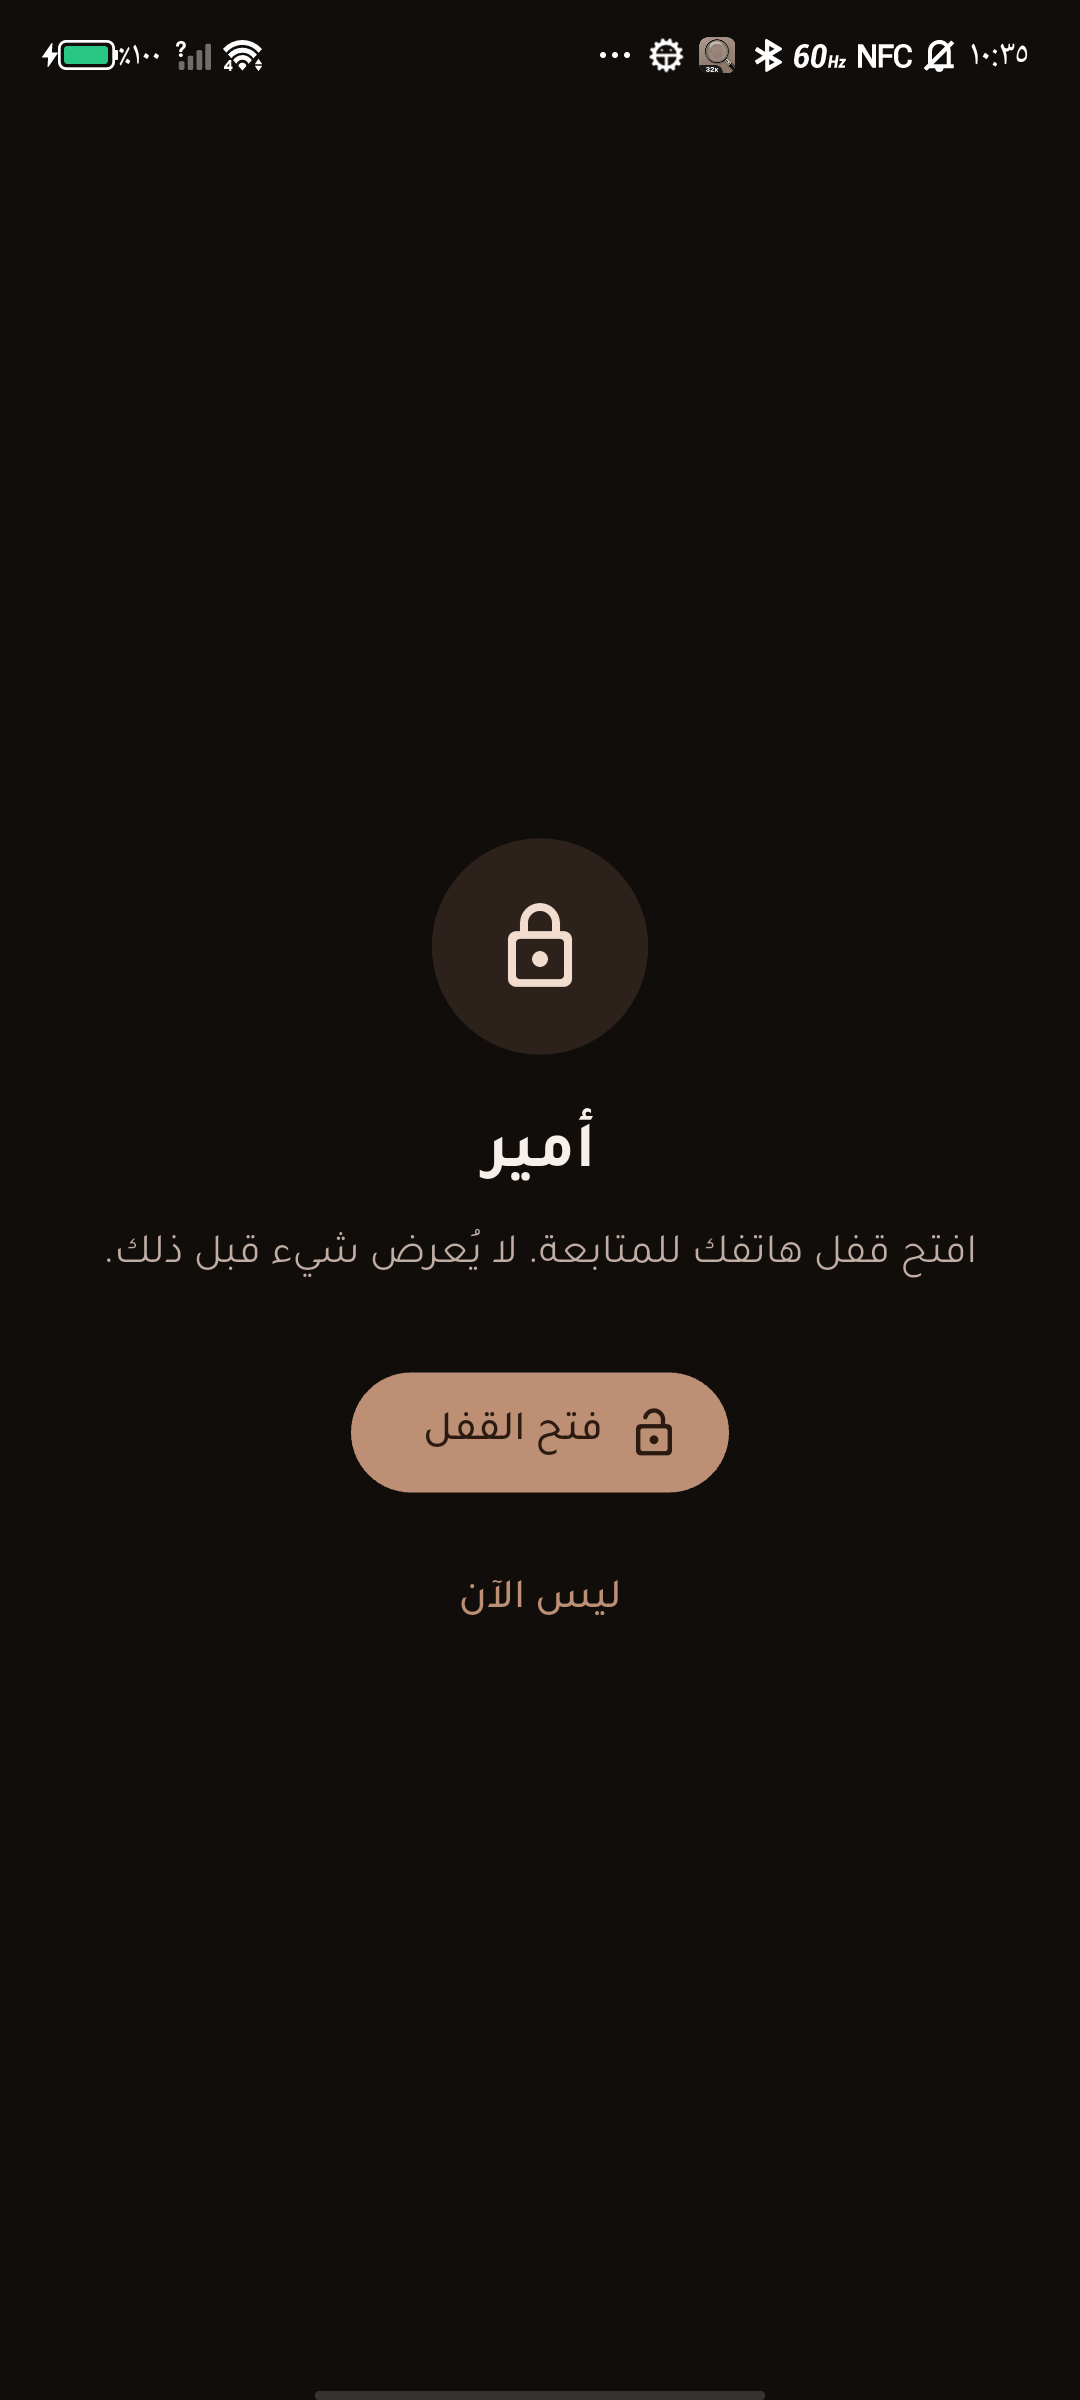 ١٠:٣٥ NFC 60Hz 32x
٪١٠٠
أمير
افتح قفل هاتفك للمتابعة. لا يُعرض شيء قبل ذلك.
فتح القفل
ليس الآن